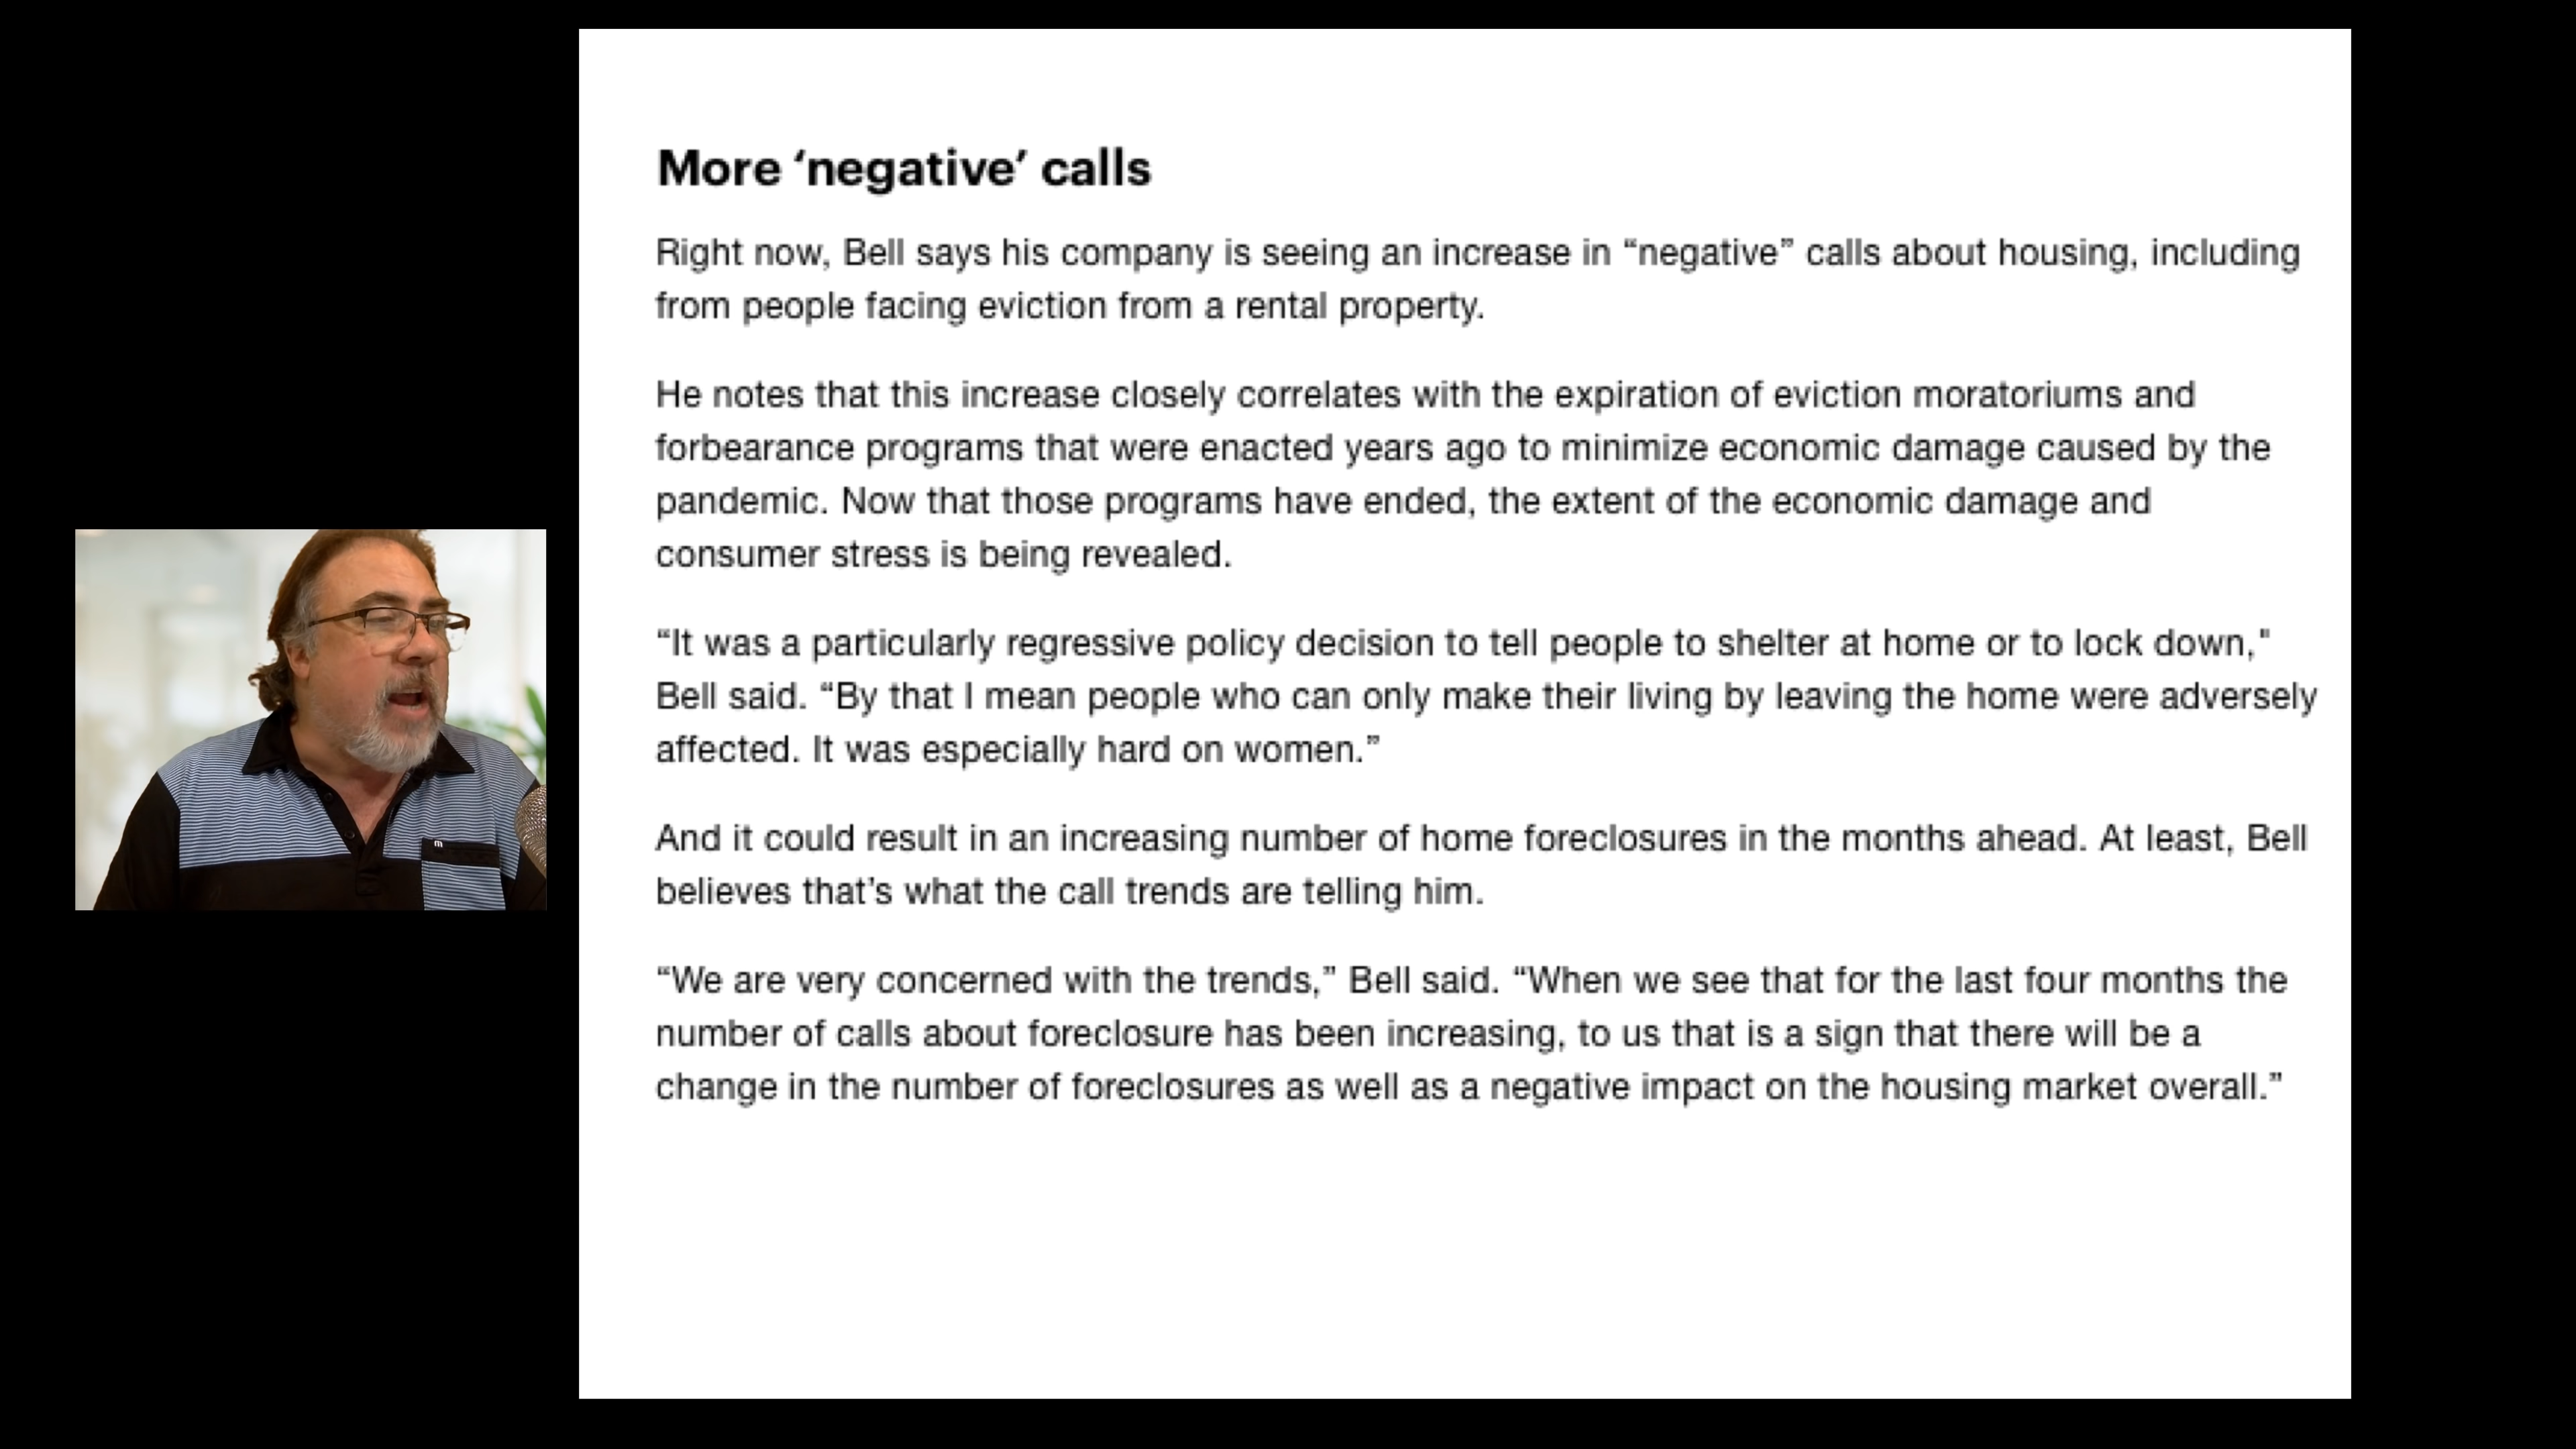 More ‘negative’ calls
Right now, Bell says his company is seeing an increase in “negative” calls about housing, including
from people facing eviction from a rental property.
He notes that this increase closely correlates with the expiration of eviction moratoriums and
forbearance programs that were enacted years ago to minimize economic damage caused by the
pandemic. Now that those programs have ended, the extent of the economic damage and
consumer stress is being revealed.
“It was a particularly regressive policy decision to tell people to shelter at home or to lock down,"
Bell said. “By that I mean people who can only make their living by leaving the home were adversely
affected. It was especially hard on women.”
And it could result in an increasing number of home foreclosures in the months ahead. At least, Bell
believes that’s what the call trends are telling him.
“We are very concerned with the trends,” Bell said. “When we see that for the last four months the
number of calls about foreclosure has been increasing, to us that is a sign that there will be a
change in the number of foreclosures as well as a negative impact on the housing market overall.”
m